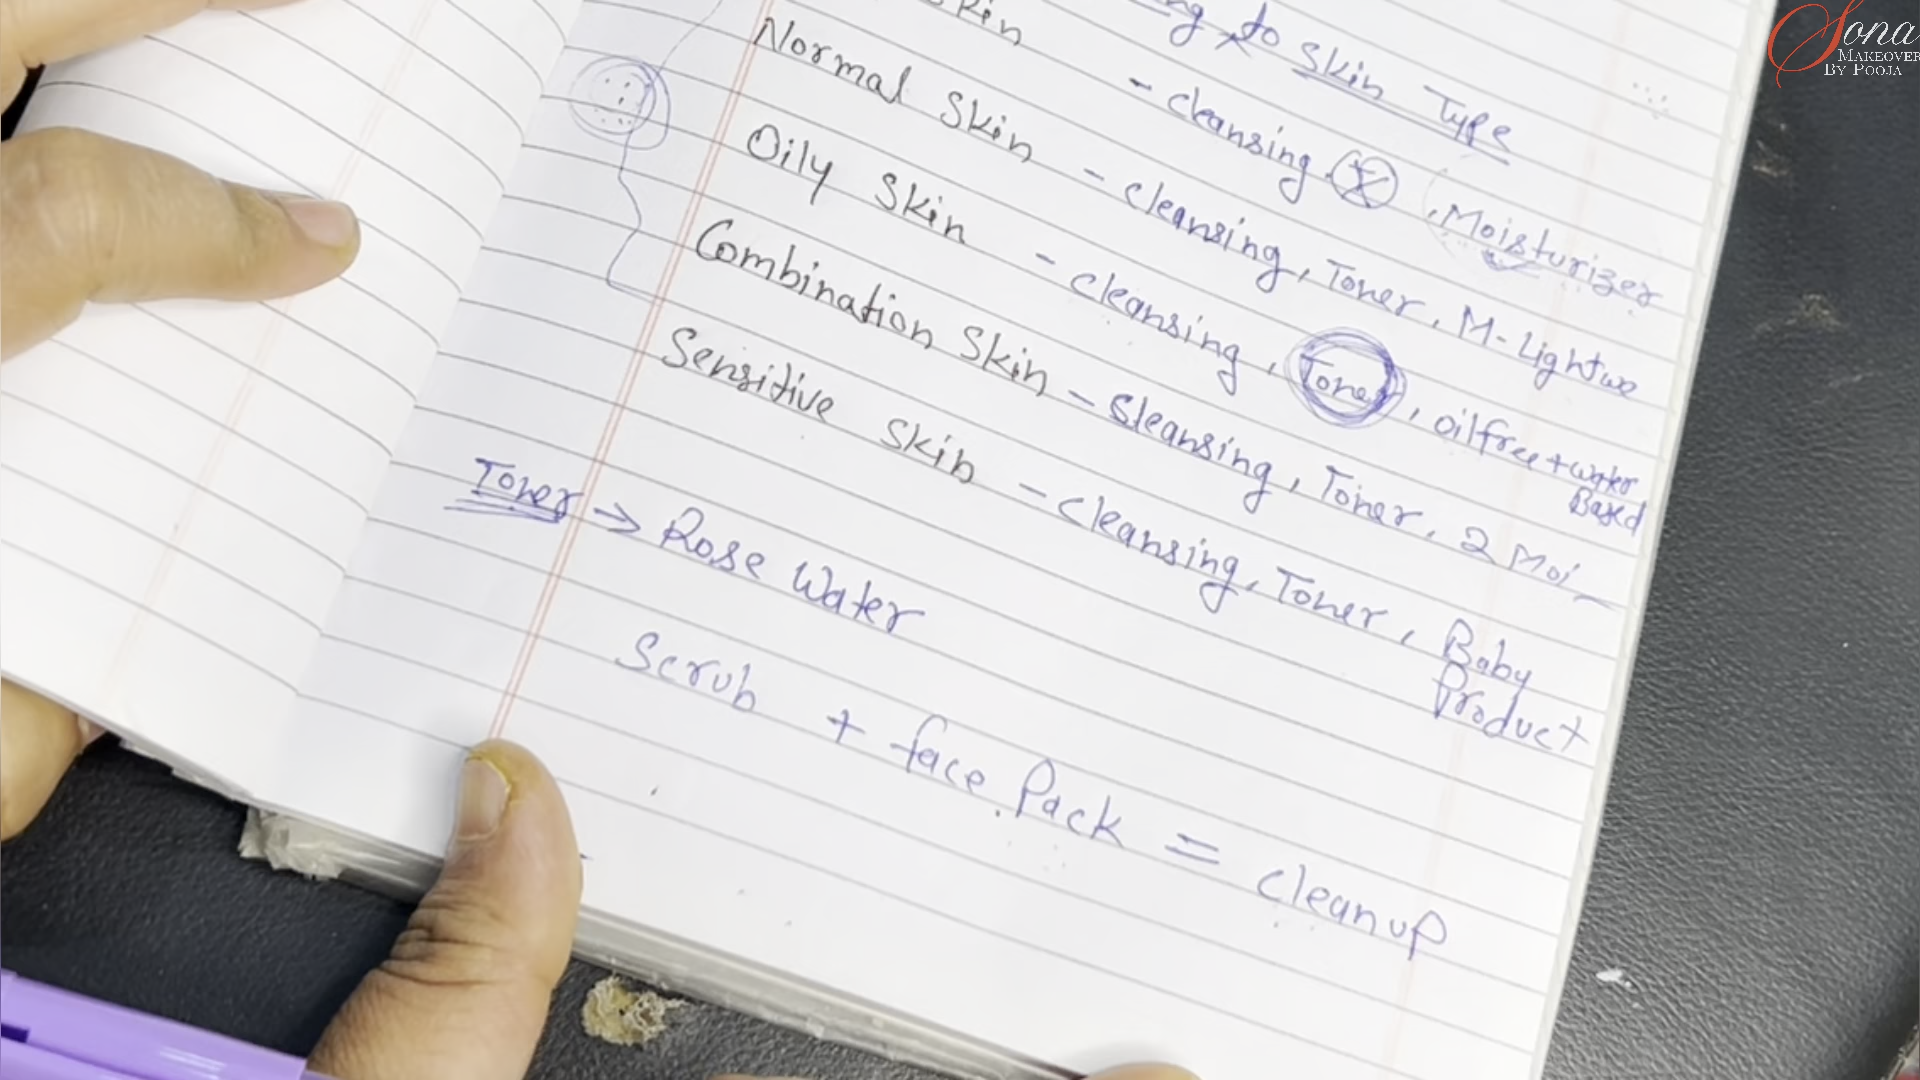 to Skin Type
Skin - cleansing X, Moisturizer
Normal Skin - cleansing, Toner, M-Lightwe
Oily Skin - cleansing, Toner, oilfree + water
Based
Combination Skin - sleansing, Toner, 2 Moi
Sensitive Skin - cleansing, Toner, Baby
Product
Toner → Rose Water
Scrub + face Pack = cleanup
Sona
MAKEOVER
BY POOJA